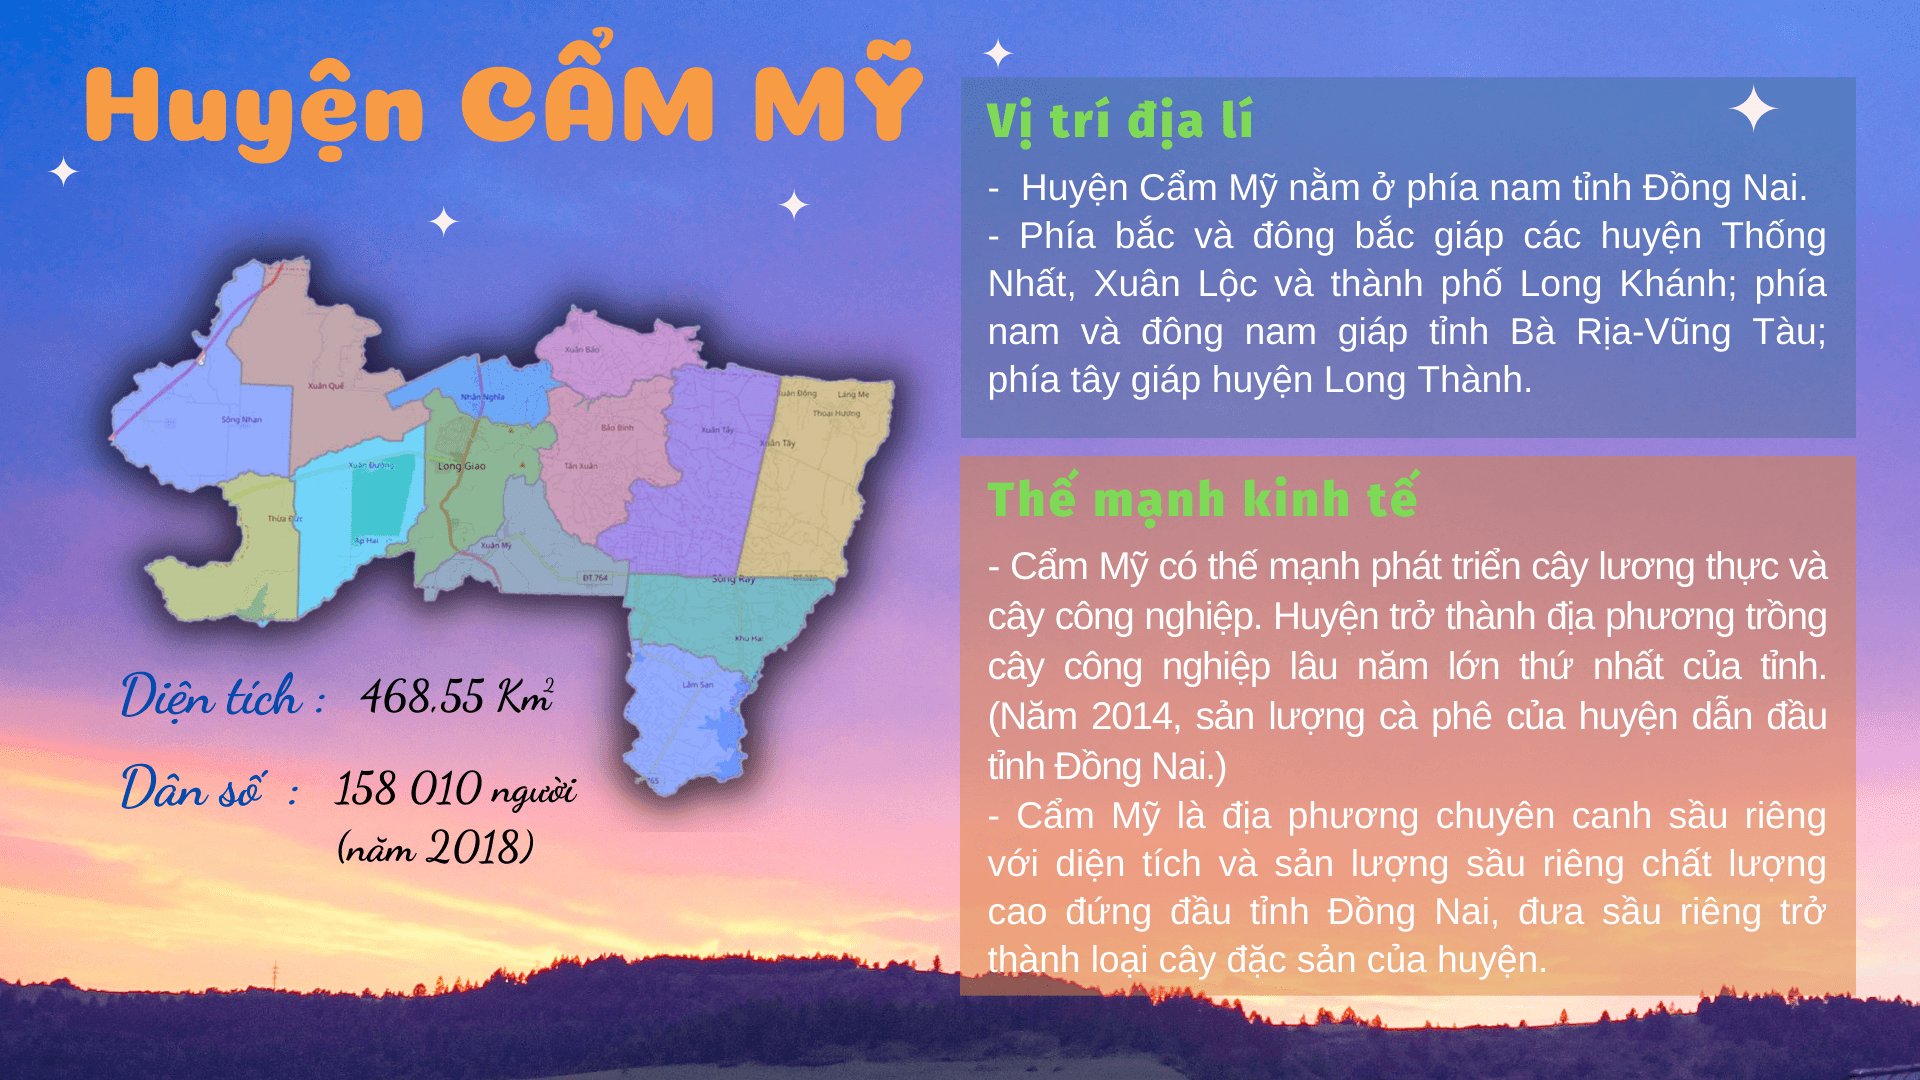 Huyện CẨM MỸ
Vị trí địa lí
- Huyện Cẩm Mỹ nằm ở phía nam tỉnh Đồng Nai.
- Phía bắc và đông bắc giáp các huyện Thống
Nhất, Xuân Lộc và thành phố Long Khánh; phía
nam và đông nam giáp tỉnh Bà Rịa-Vũng Tàu;
phía tây giáp huyện Long Thành.
Thế mạnh kinh tế
- Cẩm Mỹ có thế mạnh phát triển cây lương thực và
cây công nghiệp. Huyện trở thành địa phương trồng
cây công nghiệp lâu năm lớn thứ nhất của tỉnh.
(Năm 2014, sản lượng cà phê của huyện dẫn đầu
tỉnh Đồng Nai.)
- Cẩm Mỹ là địa phương chuyên canh sầu riêng
với diện tích và sản lượng sầu riêng chất lượng
cao đứng đầu tỉnh Đồng Nai, đưa sầu riêng trở
thành loại cây đặc sản của huyện.
Xuân Bảo
Xuân Quế
Nhân Nghĩa
Láng Me
Thoại Hương
Sông Nhạn
Bảo Bình
Xuân Tây
Xuân Tây
Xuân Đường
Long Giao
Tân Xuân
Thừa Đức
Ấp Hai
Xuân Mỹ
ĐT.764
Sông Ray
Khu Hai
Lâm San
Diện tích : 468,55 Km²
Dân số : 158 010 người
(năm 2018)